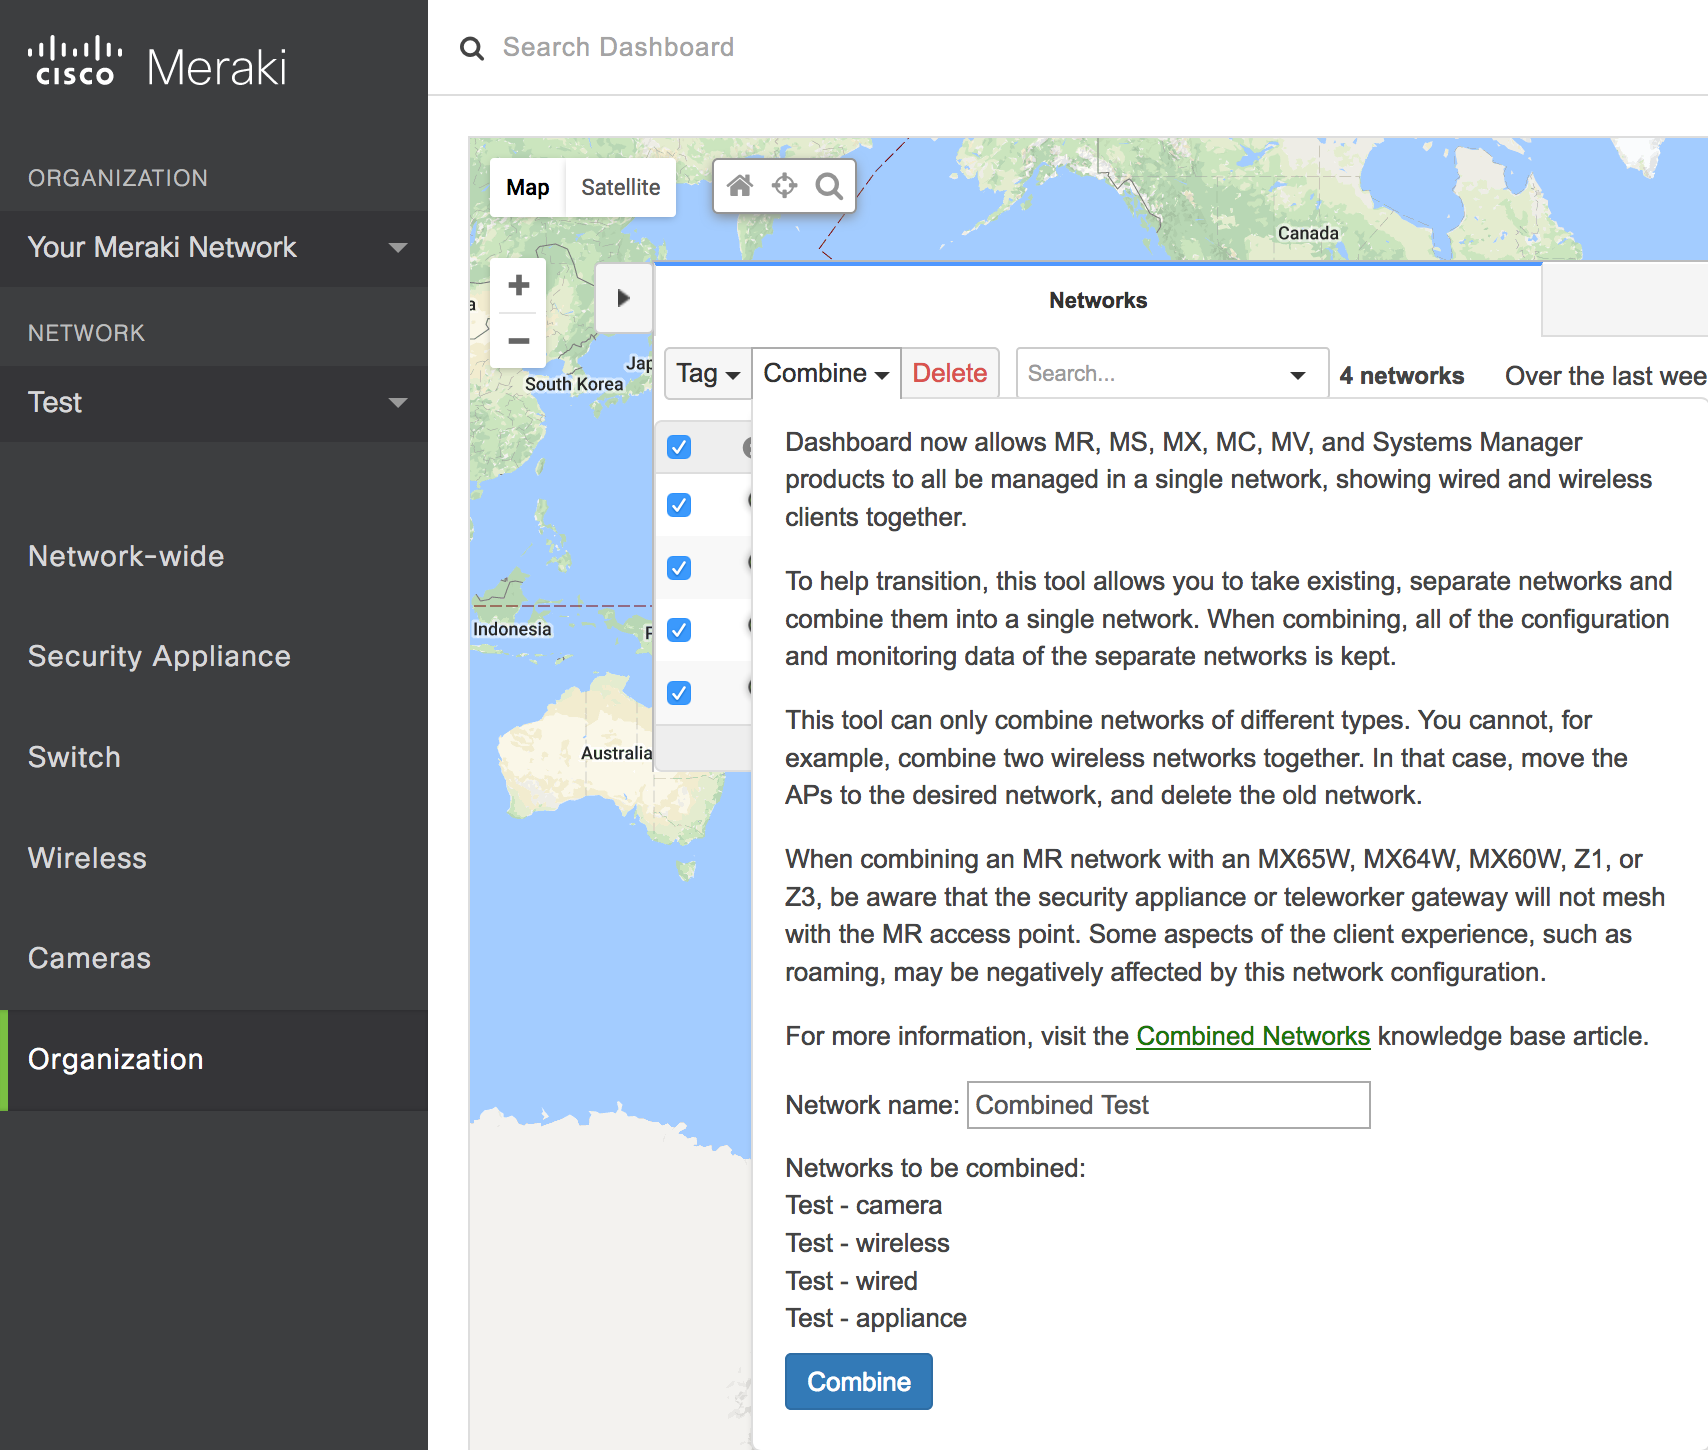 cisco Meraki
Search Dashboard
ORGANIZATION
Your Meraki Network
NETWORK
Test
Network-wide
Security Appliance
Switch
Wireless
Cameras
Organization
Map
Satellite
Canada
South Korea
Indonesia
Australia
Networks
Tag
Combine
Delete
Search...
4 networks
Over the last
Dashboard now allows MR, MS, MX, MC, MV, and Systems Manager
products to all be managed in a single network, showing wired and wireless
clients together.
To help transition, this tool allows you to take existing, separate networks and
combine them into a single network. When combining, all of the configuration
and monitoring data of the separate networks is kept.
This tool can only combine networks of different types. You cannot, for
example, combine two wireless networks together. In that case, move the
APs to the desired network, and delete the old network.
When combining an MR network with an MX65W, MX64W, MX60W, Z1, or
Z3, be aware that the security appliance or teleworker gateway will not mesh
with the MR access point. Some aspects of the client experience, such as
roaming, may be negatively affected by this network configuration.
For more information, visit the Combined Networks knowledge base article.
Network name: Combined Test
Networks to be combined:
Test - camera
Test - wireless
Test - wired
Test - appliance
Combine